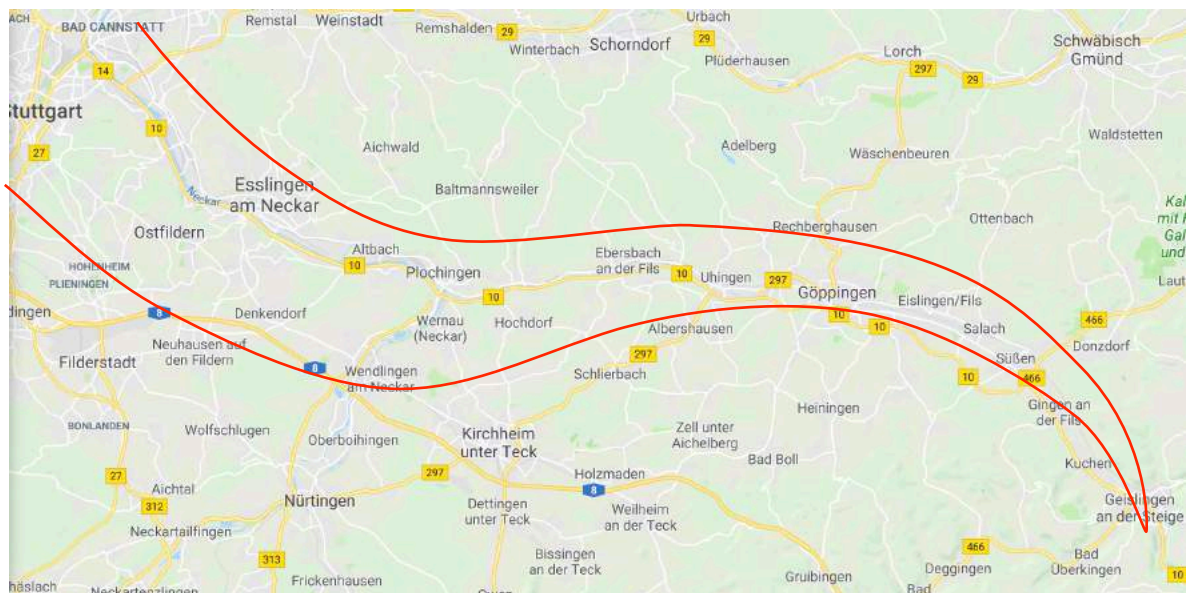 BAD CANNSTATT
Remstal
Weinstadt
Remshalden
29
Winterbach
Schorndorf
Urbach
29
Plüderhausen
Lorch
297
29
Schwäbisch
Gmünd
14
Stuttgart
10
27
Aichwald
Adelberg
Wäschenbeuren
Waldstetten
Esslingen
am Neckar
Neckar
Baltmannsweiler
Rechberghausen
Ottenbach
Ostfildern
HOHENHEIM
PLIENINGEN
Altbach
10
Plochingen
10
Ebersbach
an der Fils
10
Uhingen
297
Göppingen
10
10
Eislingen/Fils
Salach
466
Donzdorf
8
Denkendorf
Wernau
(Neckar)
Hochdorf
Albershausen
297
Schlierbach
Süßen
466
10
Filderstadt
Neuhausen auf
den Fildern
8
Wendlingen
am Neckar
Gingen an
der Fils
Heiningen
BONLANDEN
Wolfschlugen
Oberboihingen
Kirchheim
unter Teck
Zell unter
Aichelberg
Bad Boll
Kuchen
27
Aichtal
312
Nürtingen
297
Holzmaden
8
Dettingen
unter Teck
Weilheim
an der Teck
Geislingen
an der Steige
Neckartailfingen
313
Bissingen
an der Teck
466
Deggingen
Bad
Überkingen
Frickenhausen
Gruibingen
Bad
10
Neckartenzlingen